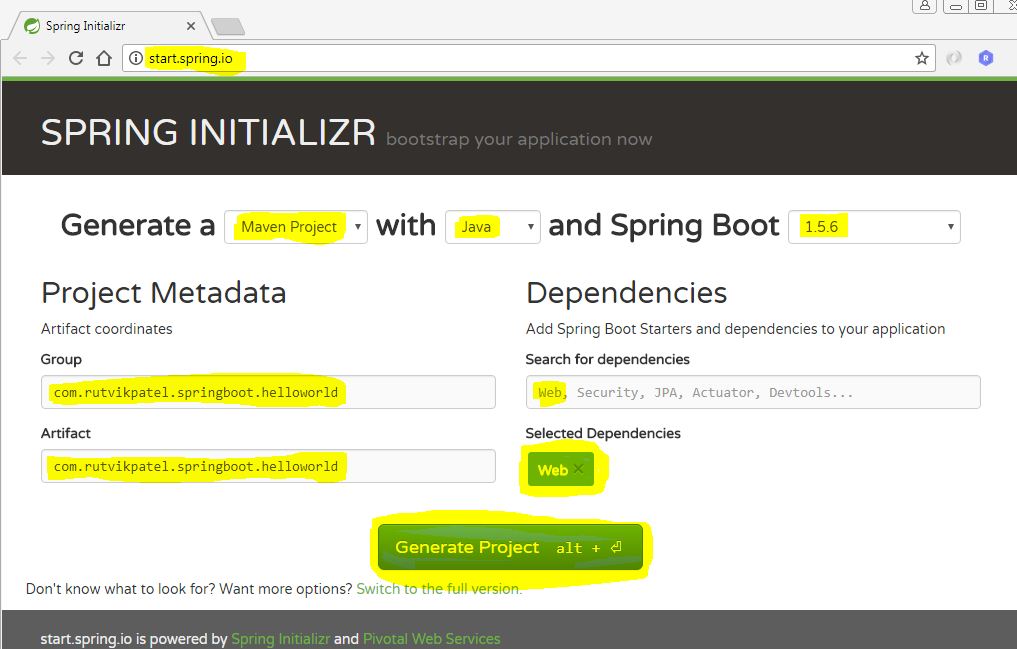 Spring Initializr
start.spring.io
SPRING INITIALIZR bootstrap your application now
Generate a Maven Project with Java and Spring Boot 1.5.6
Project Metadata
Artifact coordinates
Group
com.rutvikpatel.springboot.helloworld
Artifact
com.rutvikpatel.springboot.helloworld
Dependencies
Add Spring Boot Starters and dependencies to your application
Search for dependencies
Web, Security, JPA, Actuator, Devtools...
Selected Dependencies
Web ×
Generate Project alt + ⏎
Don't know what to look for? Want more options? Switch to the full version.
start.spring.io is powered by Spring Initializr and Pivotal Web Services